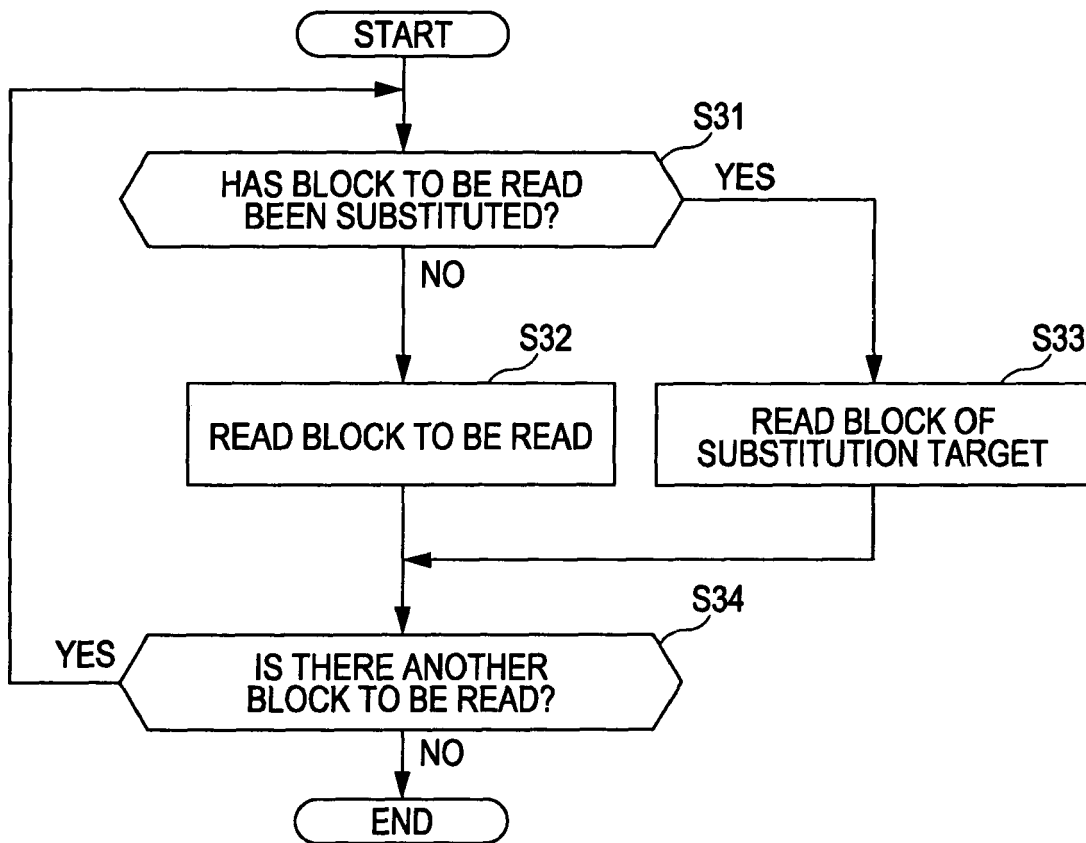 START
S31
HAS BLOCK TO BE READ
BEEN SUBSTITUTED?
YES
NO
S32
READ BLOCK TO BE READ
S33
READ BLOCK OF
SUBSTITUTION TARGET
S34
YES
IS THERE ANOTHER
BLOCK TO BE READ?
NO
END